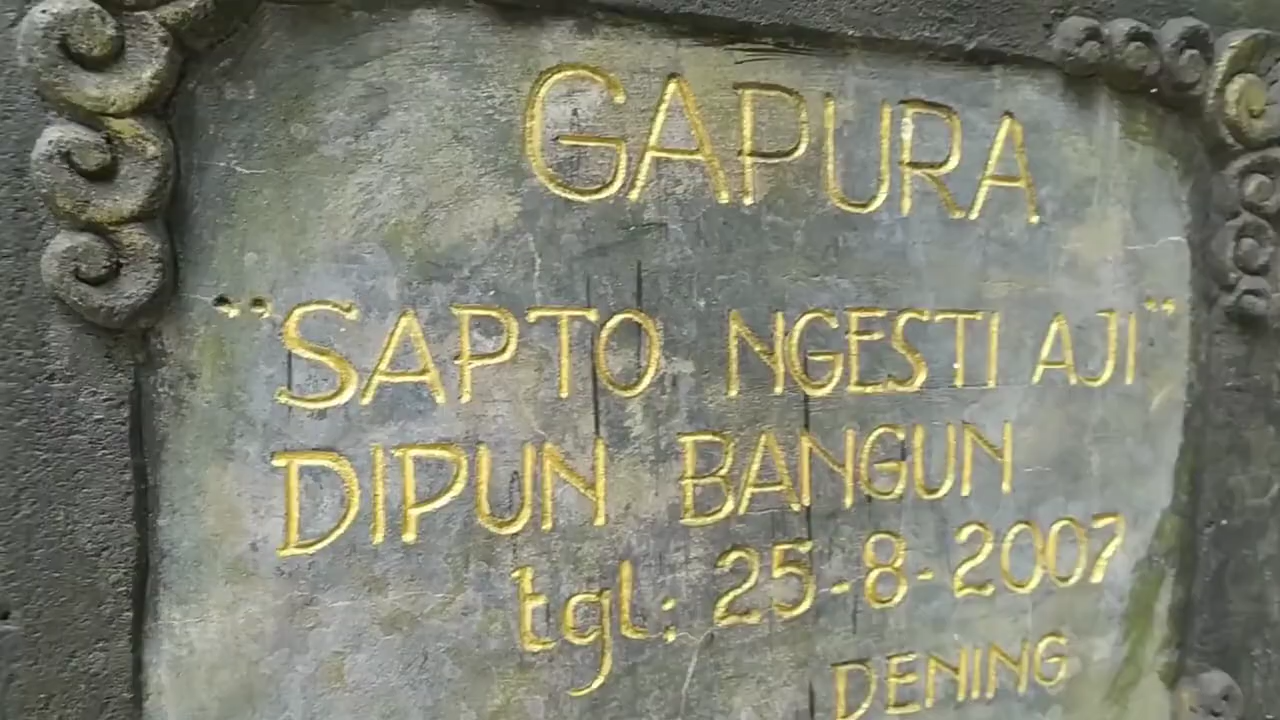 GAPURA
"SAPTO NGESTI AJI"
DIPUN BANGUN
tgl: 25-8-2007
DENING